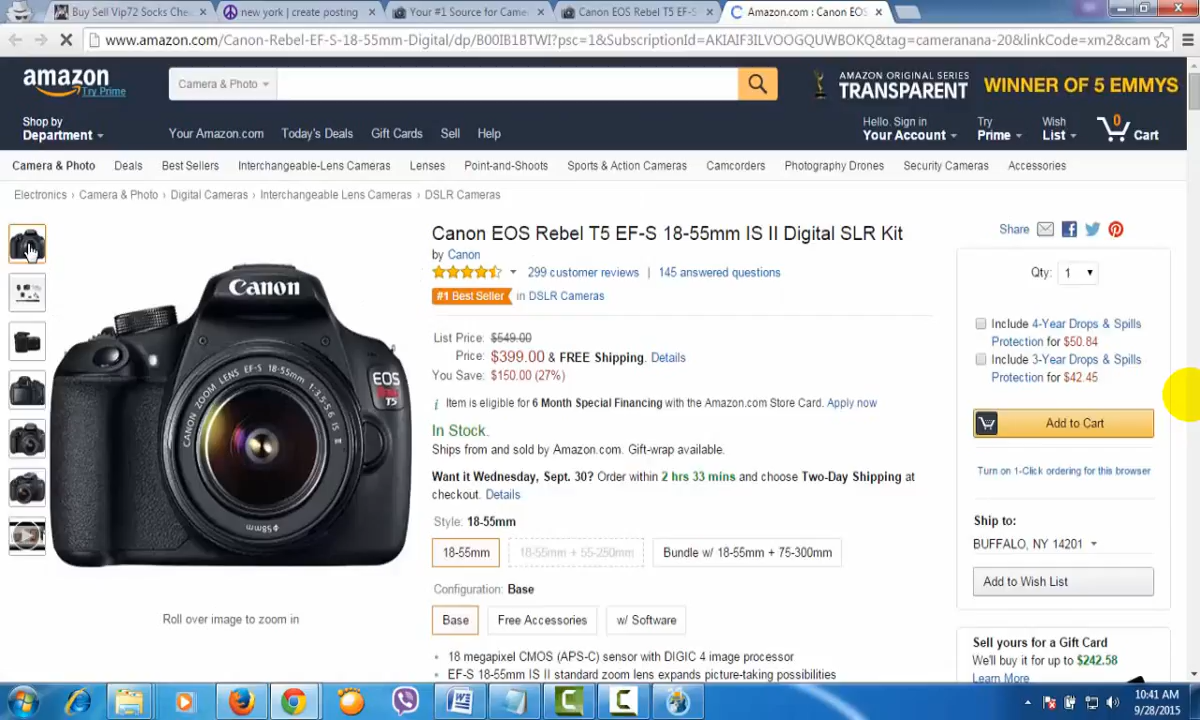 Buy Sell Vip72 Socks Che
new york | create posting
Your #1 Source for Came
Canon EOS Rebel T5 EF-S
Amazon.com : Canon EOS
www.amazon.com/Canon-Rebel-EF-S-18-55mm-Digital/dp/B00IB1BTWI?psc=1&SubscriptionId=AKIAIF3ILVOOGQUWBOKQ&tag=cameranana-20&linkCode=xm2&cam
amazon
Try Prime
Camera & Photo
AMAZON ORIGINAL SERIES
TRANSPARENT
WINNER OF 5 EMMYS
Shop by
Department
Your Amazon.com Today's Deals Gift Cards Sell Help
Hello. Sign in
Your Account
Try
Prime
Wish
List
0
Cart
Camera & Photo Deals Best Sellers Interchangeable-Lens Cameras Lenses Point-and-Shoots Sports & Action Cameras Camcorders Photography Drones Security Cameras Accessories
Electronics › Camera & Photo › Digital Cameras › Interchangeable Lens Cameras › DSLR Cameras
Canon
EOS
T5
CANON ZOOM LENS EF-S 18-55mm 1:3.5-5.6 IS II
58mm
Roll over image to zoom in
Canon EOS Rebel T5 EF-S 18-55mm IS II Digital SLR Kit
by Canon
299 customer reviews | 145 answered questions
#1 Best Seller in DSLR Cameras
List Price: $549.00
Price: $399.00 & FREE Shipping. Details
You Save: $150.00 (27%)
Item is eligible for 6 Month Special Financing with the Amazon.com Store Card. Apply now
In Stock.
Ships from and sold by Amazon.com. Gift-wrap available.
Want it Wednesday, Sept. 30? Order within 2 hrs 33 mins and choose Two-Day Shipping at
checkout. Details
Style: 18-55mm
18-55mm
18-55mm + 55-250mm
Bundle w/ 18-55mm + 75-300mm
Configuration: Base
Base
Free Accessories
w/ Software
• 18 megapixel CMOS (APS-C) sensor with DIGIC 4 image processor
• EF-S 18-55mm IS II standard zoom lens expands picture-taking possibilities
Share
Qty: 1
Include 4-Year Drops & Spills
Protection for $50.84
Include 3-Year Drops & Spills
Protection for $42.45
Add to Cart
Turn on 1-Click ordering for this browser
Ship to:
BUFFALO, NY 14201
Add to Wish List
Sell yours for a Gift Card
We'll buy it for up to $242.58
Learn More
10:41 AM
9/28/2015